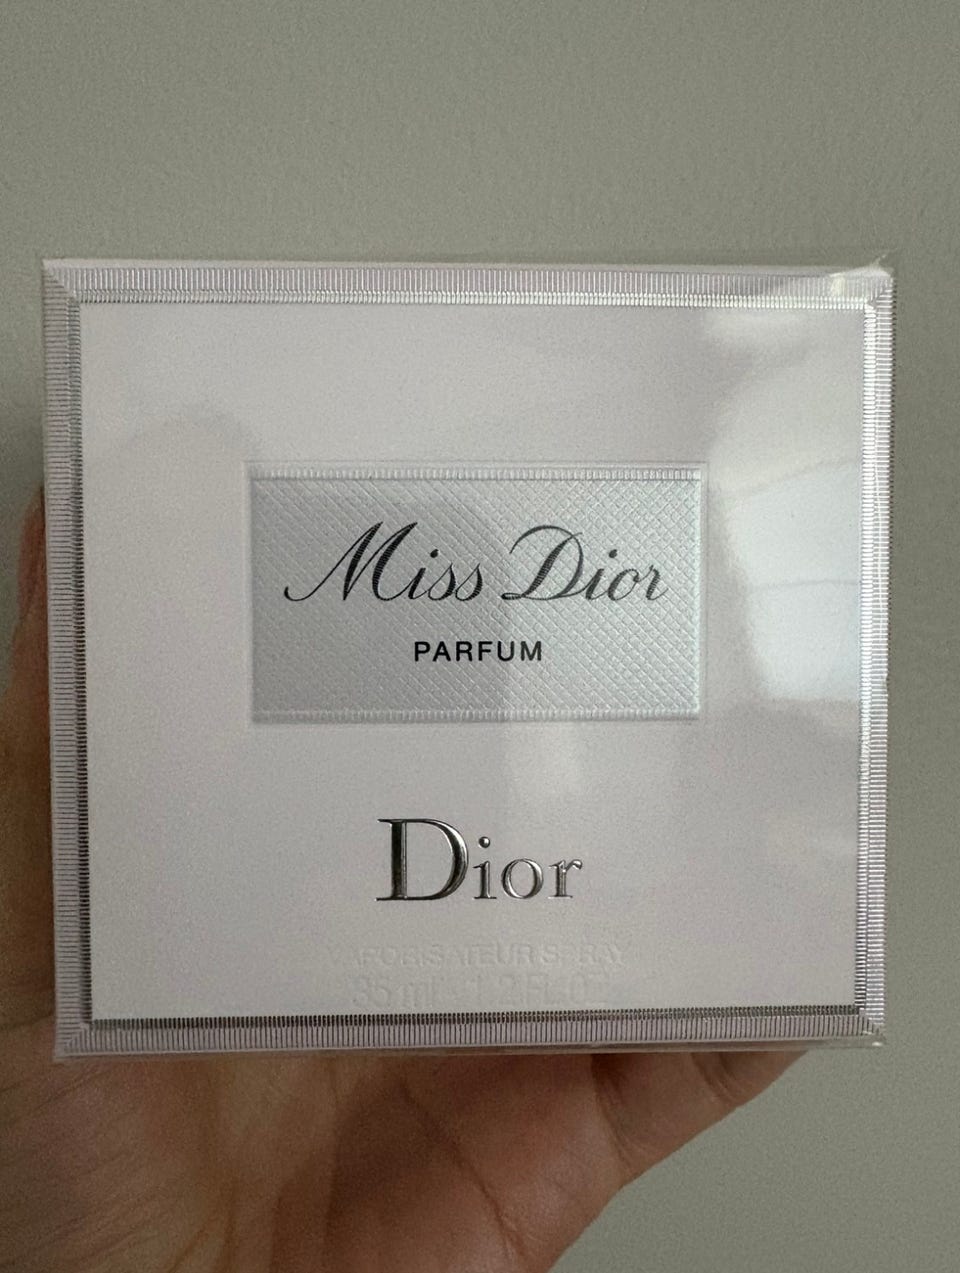 Miss Dior
PARFUM
Dior
VAPORISATEUR SPRAY
35 ml - 1.2 FL.OZ